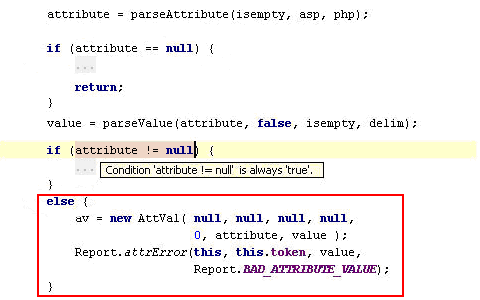 attribute = parseAttribute(isempty, asp, php);
if (attribute == null) {
...
return;
}
value = parseValue(attribute, false, isempty, delim);
if (attribute != null) {
...
Condition 'attribute != null' is always 'true'.
}
else {
av = new AttVal( null, null, null, null,
0, attribute, value );
Report.attrError(this, this.token, value,
Report.BAD_ATTRIBUTE_VALUE);
}